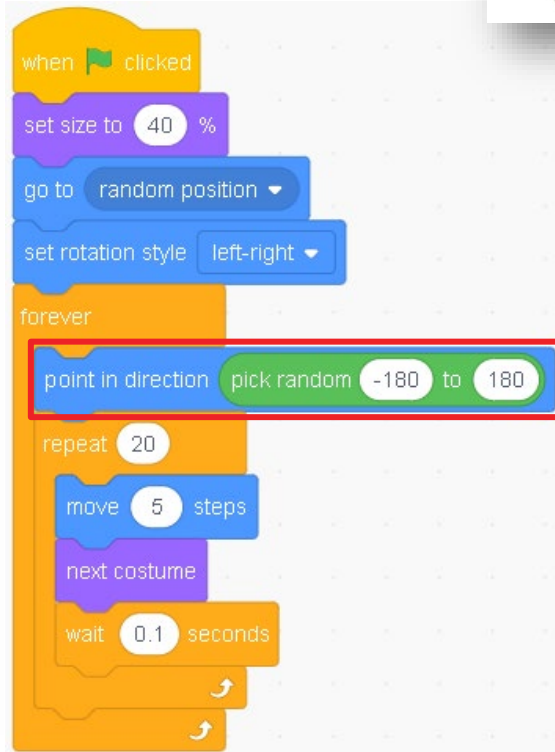 when clicked
set size to 40 %
go to random position
set rotation style left-right
forever
point in direction pick random -180 to 180
repeat 20
move 5 steps
next costume
wait 0.1 seconds